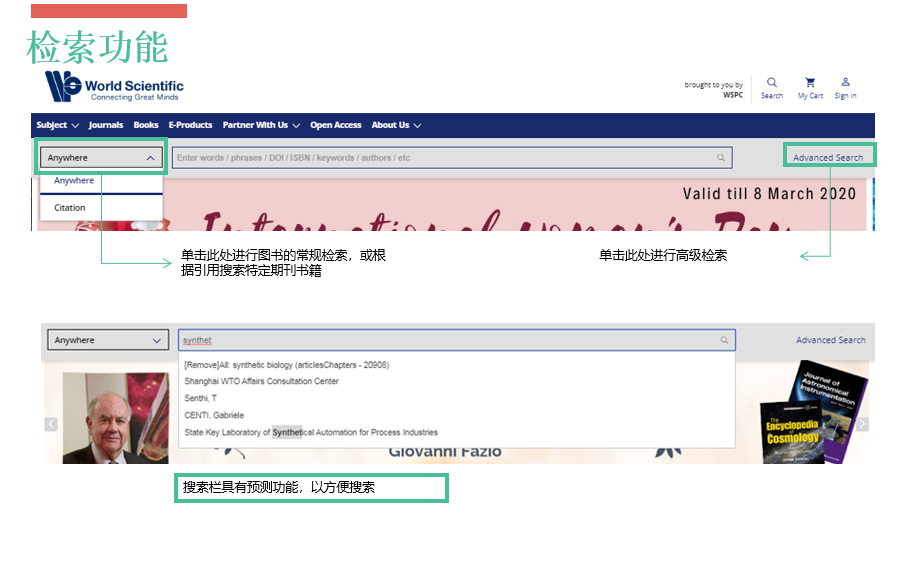 检索功能
World Scientific
Connecting Great Minds
brought to you by
WSPC
Search
My Cart
Sign in
Subject
Journals
Books
E-Products
Partner With Us
Open Access
About Us
Anywhere
Enter words / phrases / DOI / ISBN / keywords / authors / etc
Advanced Search
Anywhere
Citation
Valid till 8 March 2020
International women's Day
单击此处进行图书的常规检索，或根
据引用搜索特定期刊书籍
单击此处进行高级检索
Anywhere
synthet
Advanced Search
[Remove]All: synthetic biology (articlesChapters - 20908)
Shanghai WTO Affairs Consultation Center
Senthi, T
CENTI, Gabriele
State Key Laboratory of Synthetical Automation for Process Industries
Giovanni Fazio
Journal of
Astronomical
Instrumentation
The
Encyclopedia
of
Cosmology
搜索栏具有预测功能，以方便搜索